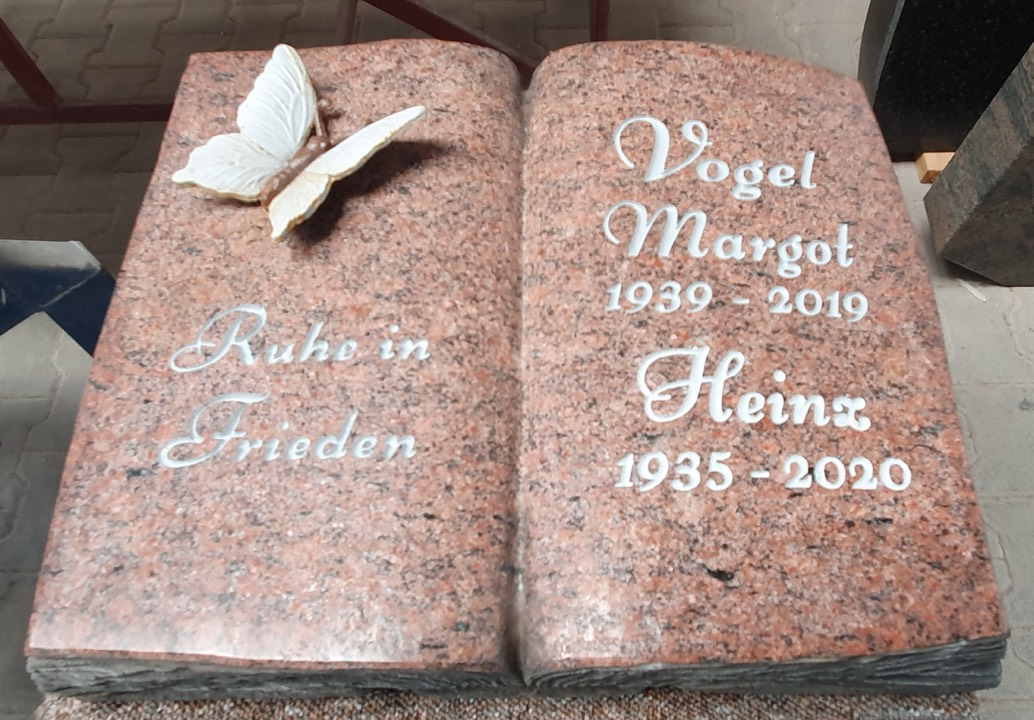 Ruhe in
Frieden
Vogel
Margot
1939 - 2019
Heinz
1935 - 2020